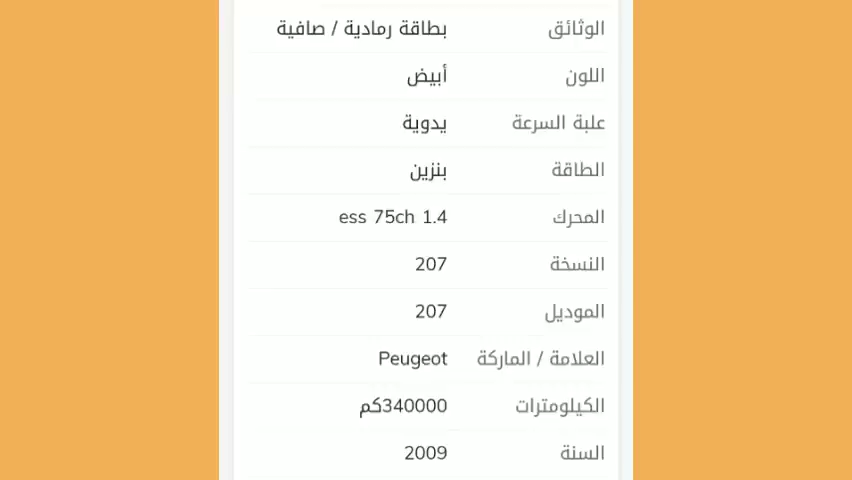 الوثائق بطاقة رمادية / صافية
اللون أبيض
علبة السرعة يدوية
الطاقة بنزين
المحرك 1.4 ess 75ch
النسخة 207
الموديل 207
العلامة / الماركة Peugeot
الكيلومترات 340000كم
السنة 2009